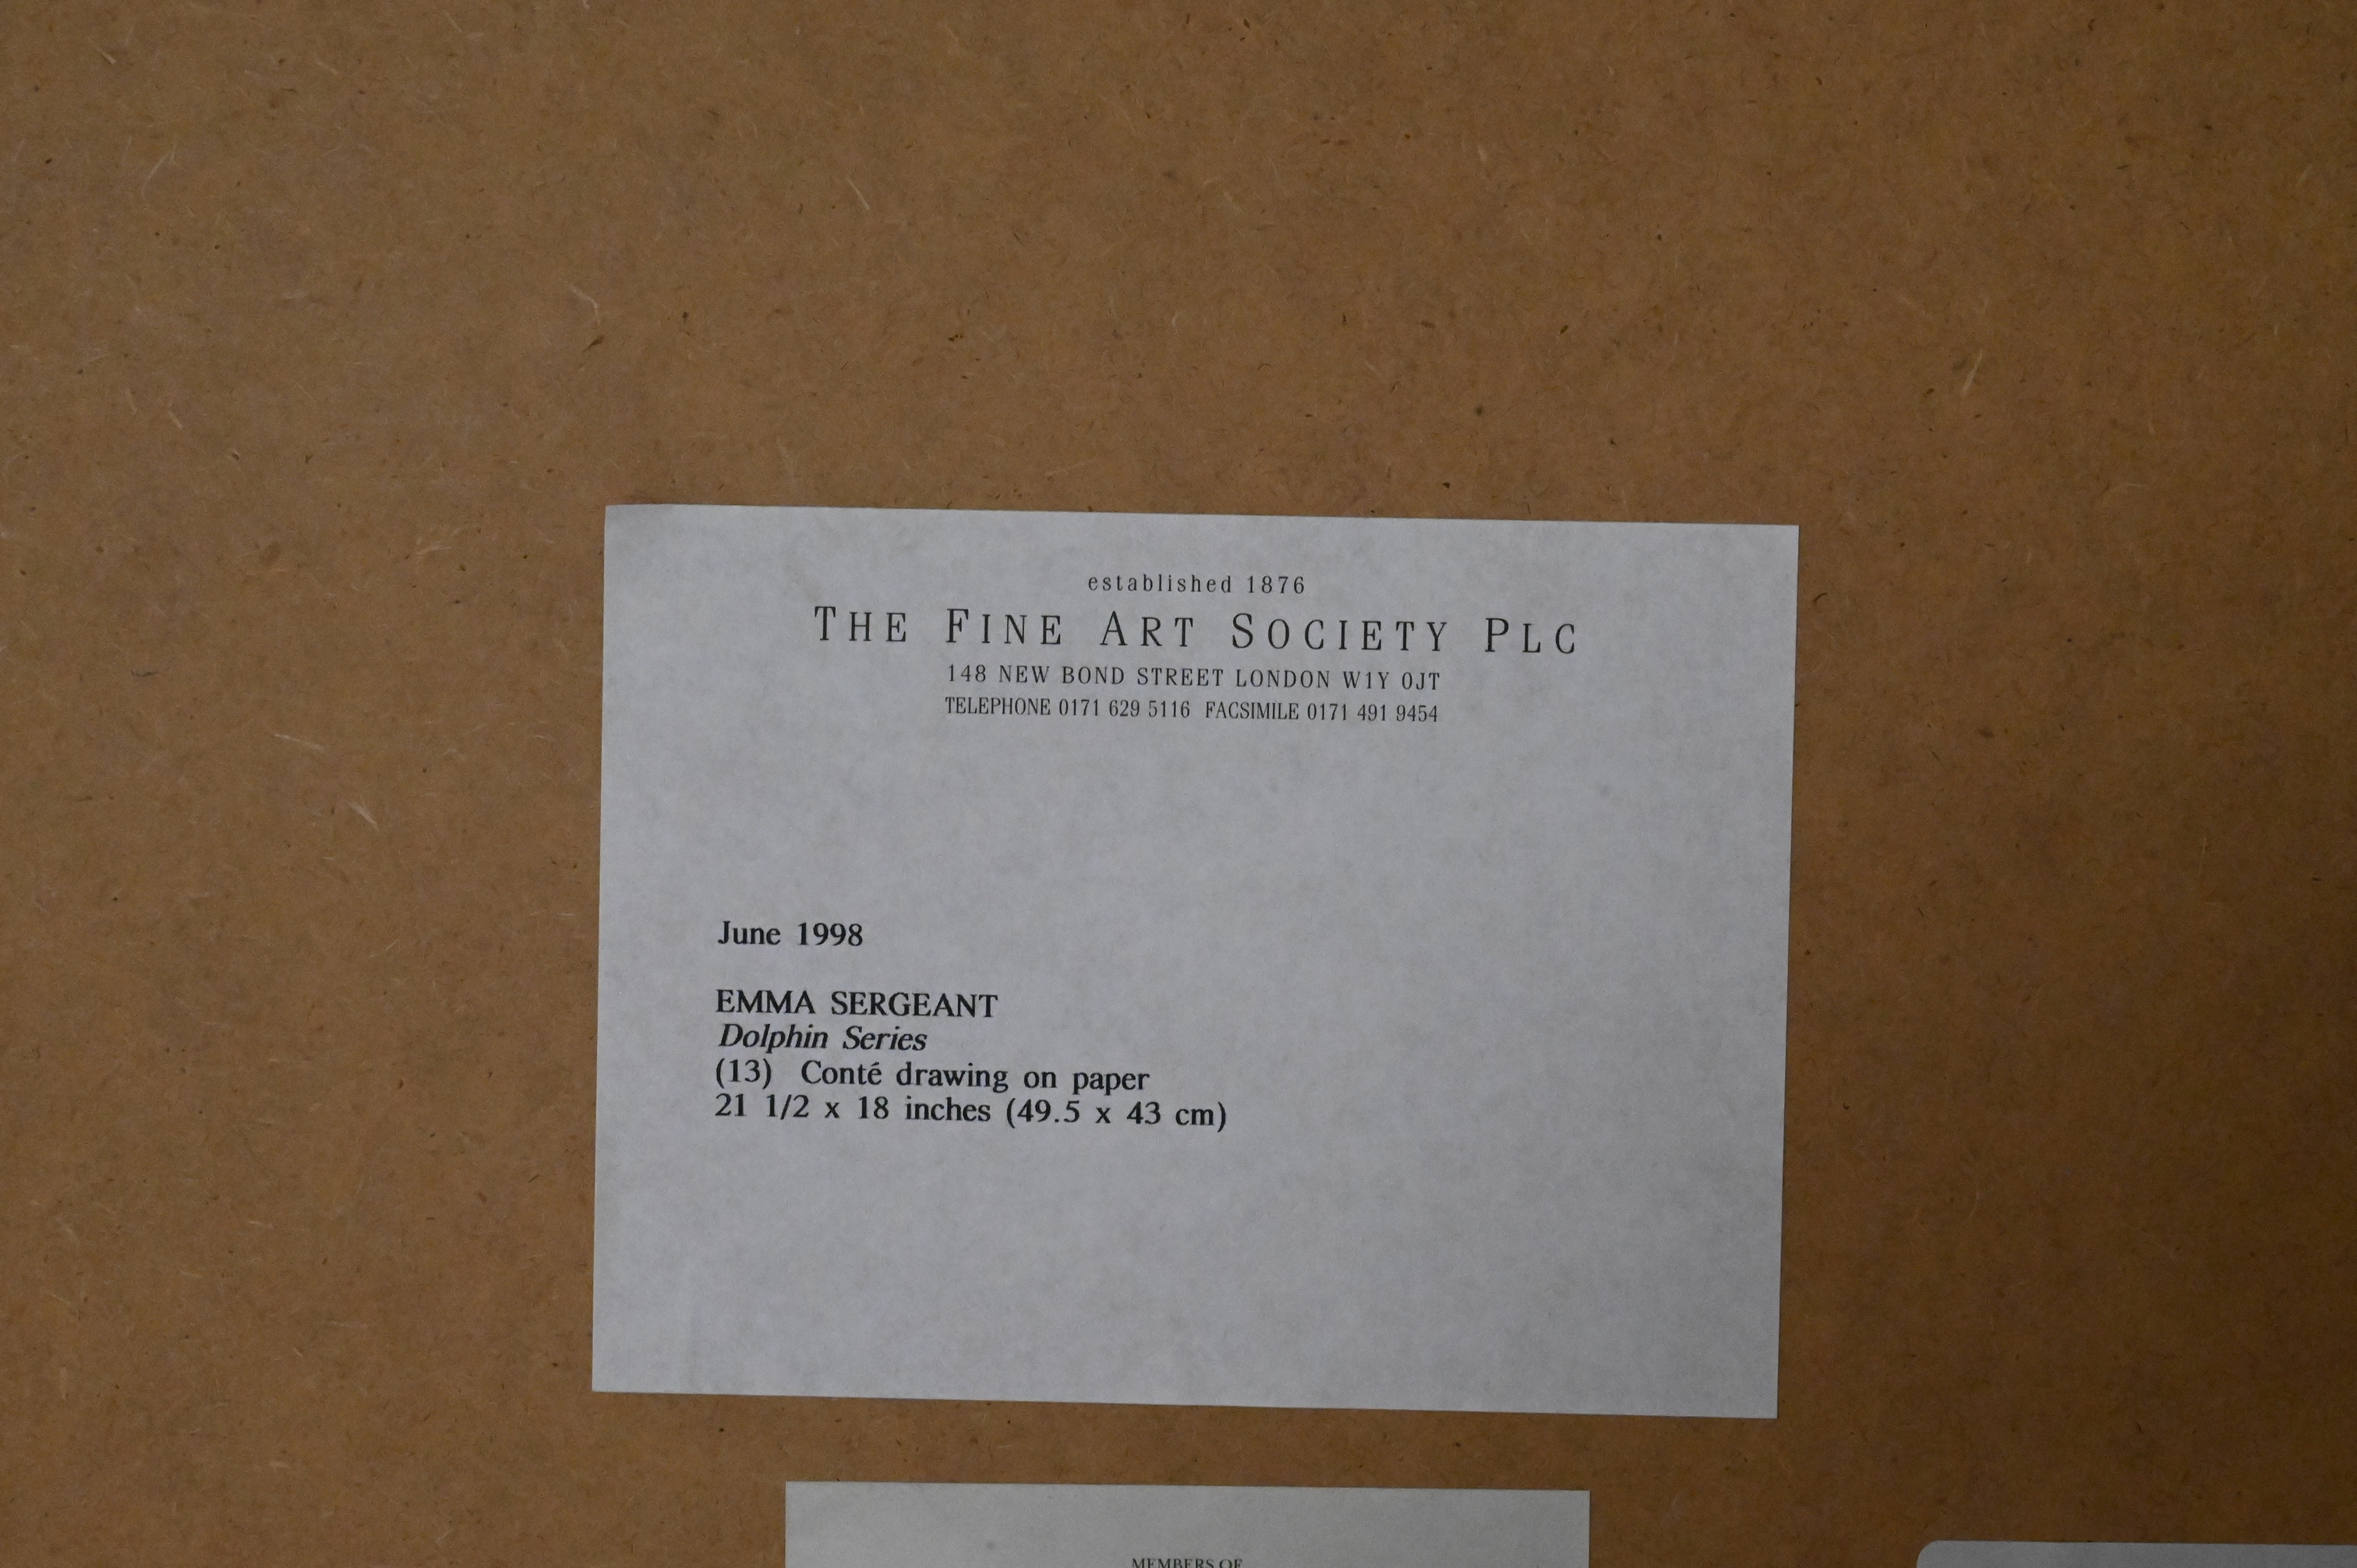 established 1876
THE FINE ART SOCIETY PLC
148 NEW BOND STREET LONDON W1Y 0JT
TELEPHONE 0171 629 5116 FACSIMILE 0171 491 9454
June 1998
EMMA SERGEANT
Dolphin Series
(13) Conté drawing on paper
21 1/2 x 18 inches (49.5 x 43 cm)
MEMBERS OF